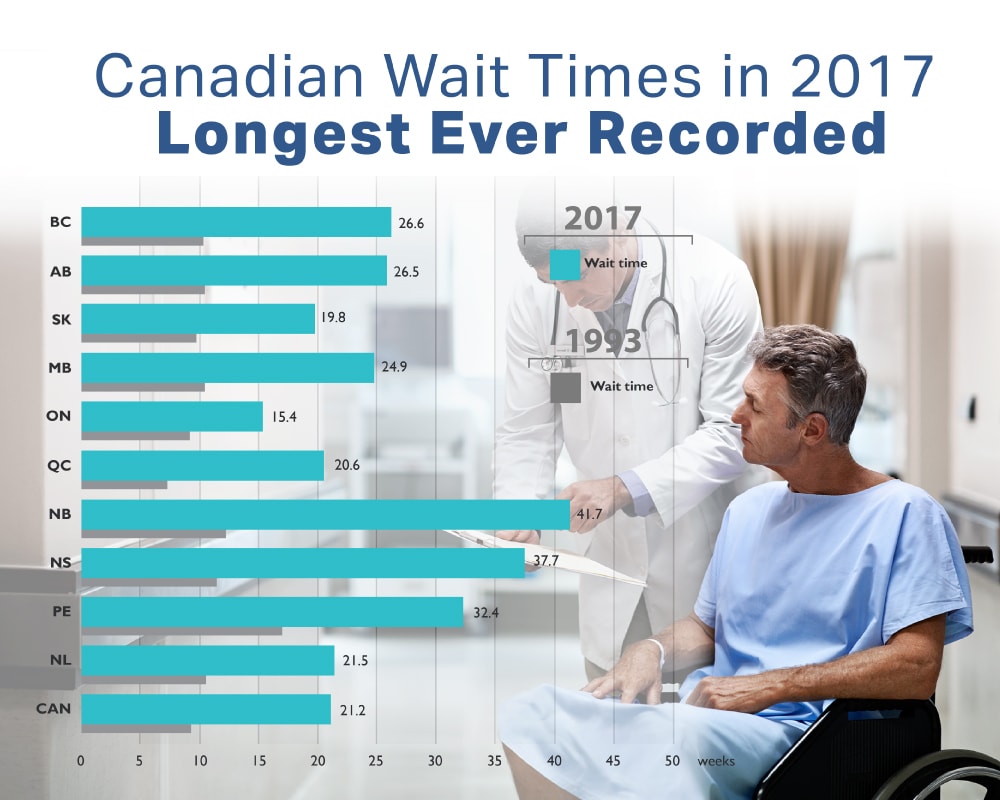 Canadian Wait Times in 2017
Longest Ever Recorded
2017
Wait time
1993
Wait time
BC 26.6
AB 26.5
SK 19.8
MB 24.9
ON 15.4
QC 20.6
NB 41.7
NS 37.7
PE 32.4
NL 21.5
CAN 21.2
0 5 10 15 20 25 30 35 40 45 50 weeks